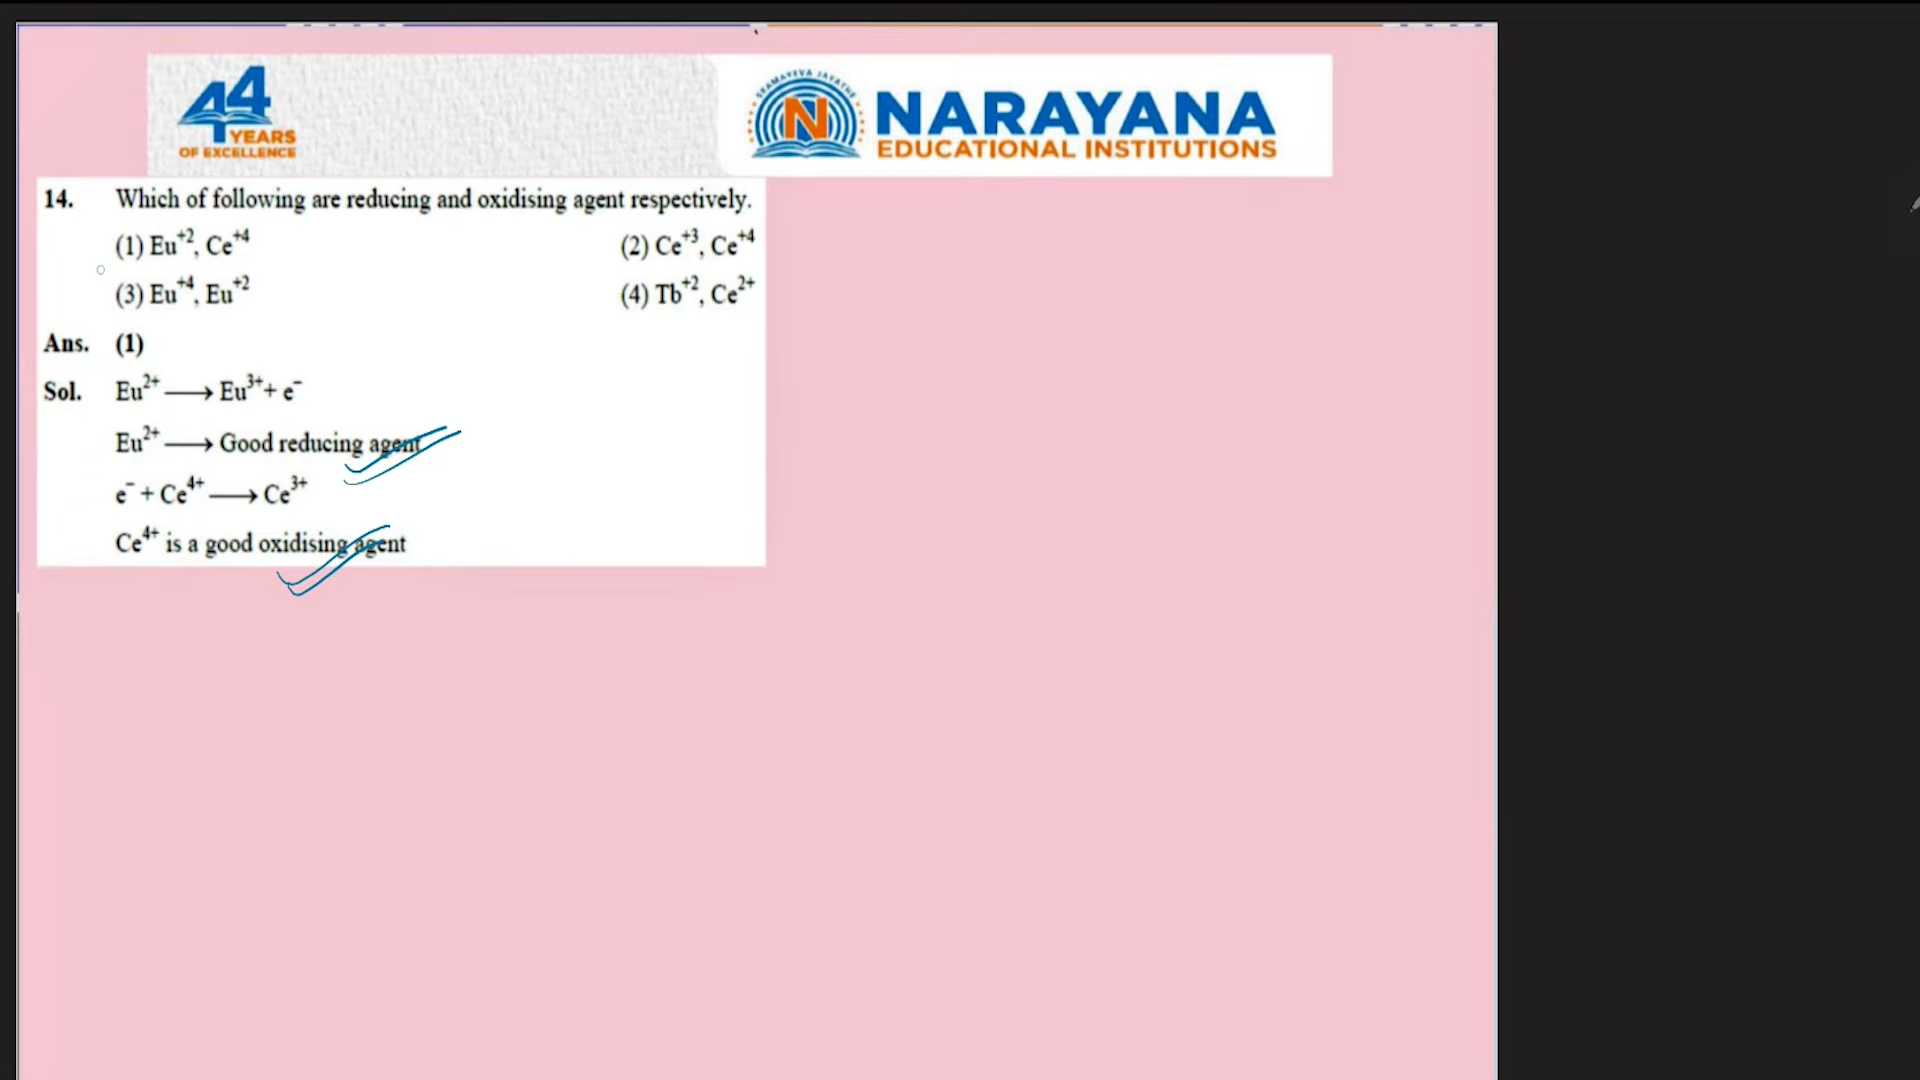 44
YEARS
OF EXCELLENCE
SRAMAYEVA JAYATHE
N
NARAYANA
EDUCATIONAL INSTITUTIONS
14. Which of following are reducing and oxidising agent respectively.
(1) Eu⁺², Ce⁺⁴ (2) Ce⁺³, Ce⁺⁴
(3) Eu⁺⁴, Eu⁺² (4) Tb⁺², Ce²⁺
Ans. (1)
Sol. Eu²⁺ ⟶ Eu³⁺ + e⁻
Eu²⁺ ⟶ Good reducing agent
e⁻ + Ce⁴⁺ ⟶ Ce³⁺
Ce⁴⁺ is a good oxidising agent